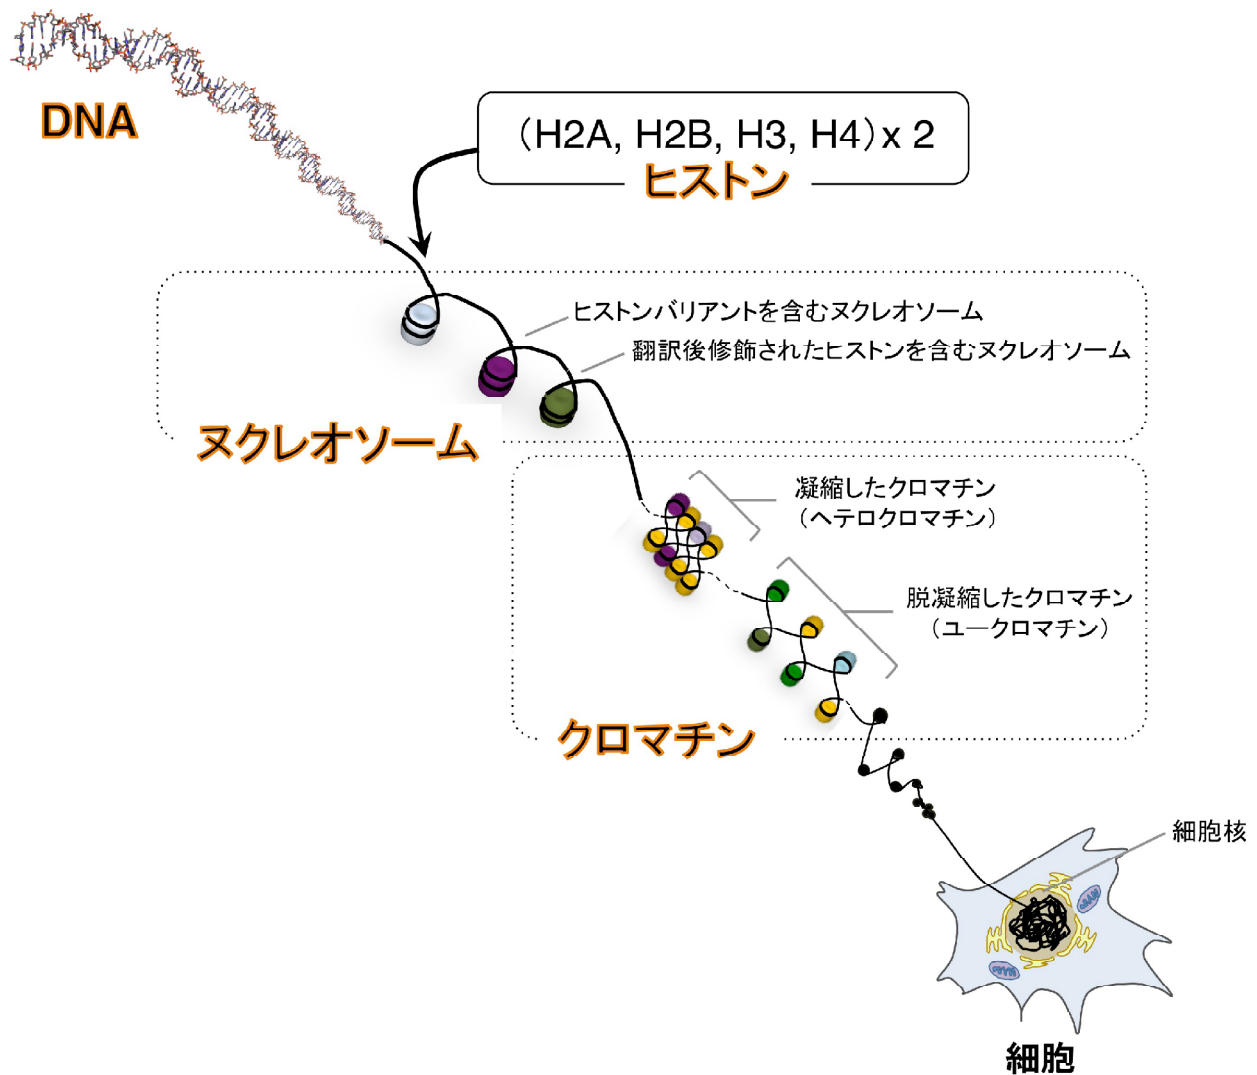 DNA
（H2A, H2B, H3, H4）x 2
ヒストン
ヒストンバリアントを含むヌクレオソーム
翻訳後修飾されたヒストンを含むヌクレオソーム
ヌクレオソーム
凝縮したクロマチン
（ヘテロクロマチン）
脱凝縮したクロマチン
（ユークロマチン）
クロマチン
細胞核
細胞